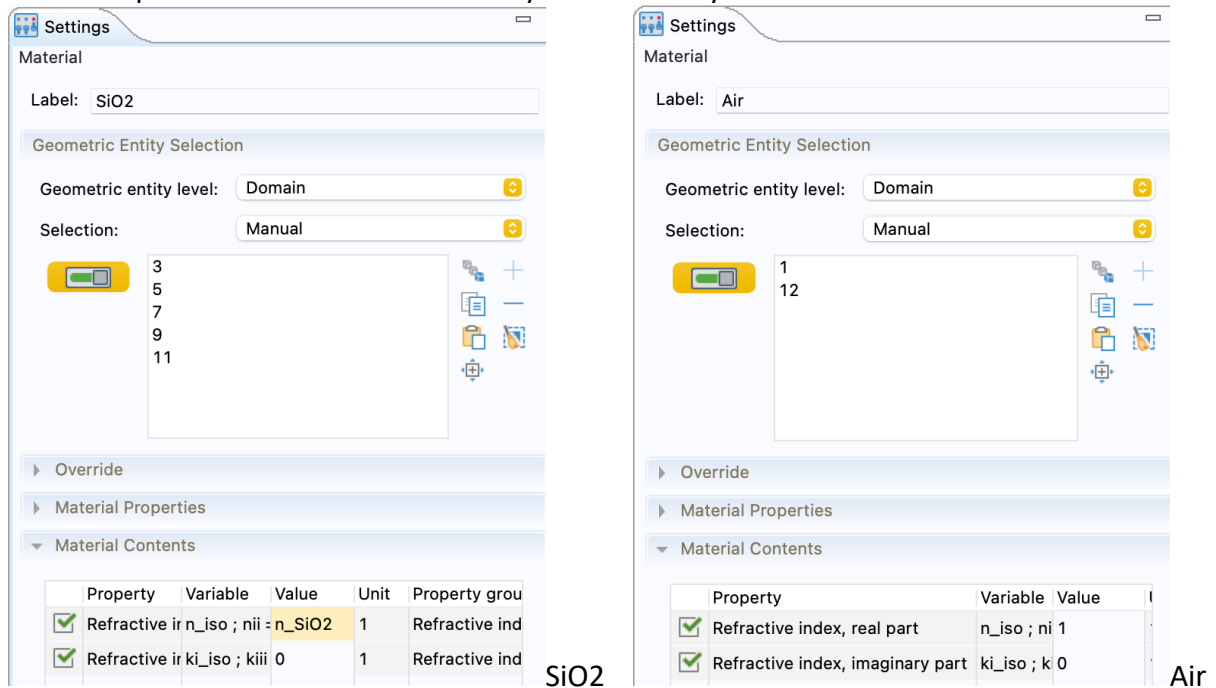 Settings
Material
Label: SiO2
Geometric Entity Selection
Geometric entity level: Domain
Selection: Manual
3
5
7
9
11
Override
Material Properties
Material Contents
Property Variable Value Unit Property grou
Refractive ir n_iso ; nii = n_SiO2 1 Refractive ind
Refractive ir ki_iso ; kiii 0 1 Refractive ind
SiO2
Settings
Material
Label: Air
Geometric Entity Selection
Geometric entity level: Domain
Selection: Manual
1
12
Override
Material Properties
Material Contents
Property Variable Value
Refractive index, real part n_iso ; ni 1
Refractive index, imaginary part ki_iso ; ki 0
Air